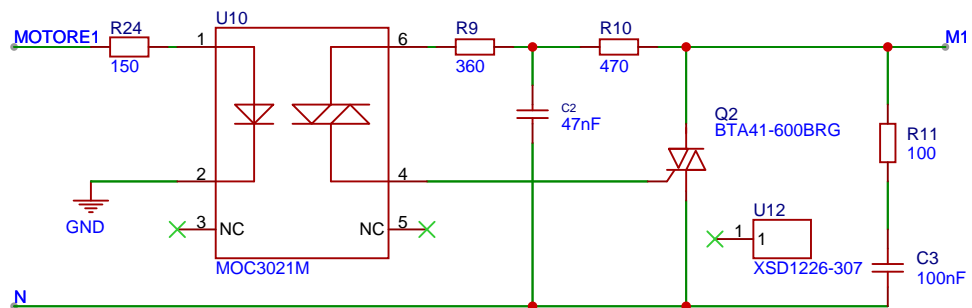 U10
MOTORE1
R24
150
1
6
R9
360
R10
470
M1
C2
47nF
Q2
BTA41-600BRG
R11
100
2
4
GND
3
NC
NC
5
U12
1
1
MOC3021M
XSD1226-307
C3
100nF
N